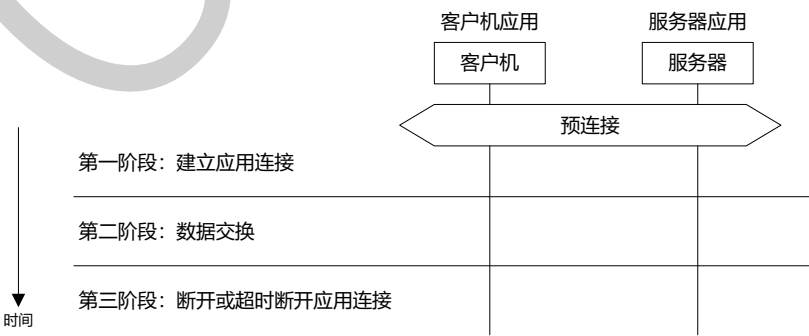 客户机应用 服务器应用
客户机 服务器
预连接
第一阶段：建立应用连接
第二阶段：数据交换
第三阶段：断开或超时断开应用连接
时间